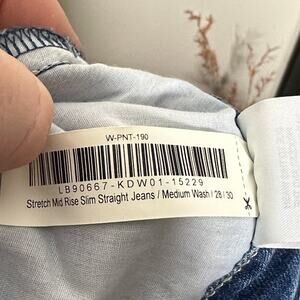 W-PNT-190
LB90667-KDW01-15229
Stretch Mid Rise Slim Straight Jeans / Medium Wash / 28 / 30